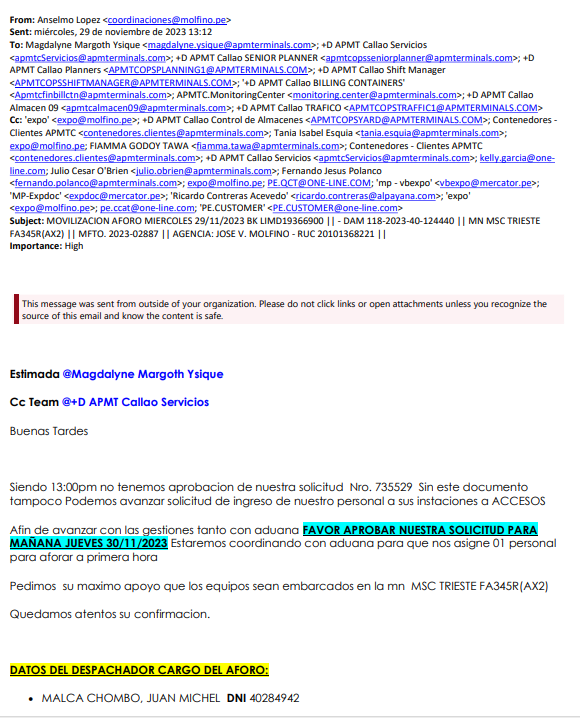 From: Anselmo Lopez <coordinaciones@molfino.pe>
Sent: miércoles, 29 de noviembre de 2023 13:12
To: Magdalyne Margoth Ysique <magdalyne.ysique@apmterminals.com>; +D APMT Callao Servicios
<apmtcServicios@apmterminals.com>; +D APMT Callao SENIOR PLANNER <apmtcopsseniorplanner@apmterminals.com>; +D
APMT Callao Planners <APMTCOPSPLANNING1@APMTERMINALS.COM>; +D APMT Callao Shift Manager
<APMTCOPSSHIFTMANAGER@APMTERMINALS.COM>; '+D APMT Callao BILLING CONTAINERS'
<Apmtcfinbillctn@apmterminals.com>; APMTC.MonitoringCenter <monitoring.center@apmterminals.com>; +D APMT Callao
Almacen 09 <apmtcalmacen09@apmterminals.com>; +D APMT Callao TRAFICO <APMTCOPSTRAFFIC1@APMTERMINALS.COM>
Cc: 'expo' <expo@molfino.pe>; +D APMT Callao Control de Almacenes <APMTCOPSYARD@APMTERMINALS.COM>; Contenedores -
Clientes APMTC <contenedores.clientes@apmterminals.com>; Tania Isabel Esquia <tania.esquia@apmterminals.com>;
expo@molfino.pe; FIAMMA GODOY TAWA <fiamma.tawa@apmterminals.com>; Contenedores - Clientes APMTC
<contenedores.clientes@apmterminals.com>; +D APMT Callao Servicios <apmtcServicios@apmterminals.com>; kelly.garcia@one-
line.com; Julio Cesar O'Brien <julio.obrien@apmterminals.com>; Fernando Jesus Polanco
<fernando.polanco@apmterminals.com>; expo@molfino.pe; PE.QCT@ONE-LINE.COM; 'mp - vbexpo' <vbexpo@mercator.pe>;
'MP-Expdoc' <expdoc@mercator.pe>; 'Ricardo Contreras Acevedo' <ricardo.contreras@alpayana.com>; 'expo'
<expo@molfino.pe>; pe.ccat@one-line.com; 'PE.CUSTOMER' <PE.CUSTOMER@one-line.com>
Subject: MOVILIZACION AFORO MIERCOLES 29/11/2023 BK LIMD19366900 || - DAM 118-2023-40-124440 || MN MSC TRIESTE
FA345R(AX2) || MFTO. 2023-02887 || AGENCIA: JOSE V. MOLFINO - RUC 20101368221 ||
Importance: High
This message was sent from outside of your organization. Please do not click links or open attachments unless you recognize the
source of this email and know the content is safe.
Estimada @Magdalyne Margoth Ysique
Cc Team @+D APMT Callao Servicios
Buenas Tardes
Siendo 13:00pm no tenemos aprobacion de nuestra solicitud Nro. 735529 Sin este documento
tampoco Podemos avanzar solicitud de ingreso de nuestro personal a sus instaciones a ACCESOS
Afin de avanzar con las gestiones tanto con aduana FAVOR APROBAR NUESTRA SOLICITUD PARA
MAÑANA JUEVES 30/11/2023 Estaremos coordinando con aduana para que nos asigne 01 personal
para aforar a primera hora
Pedimos su maximo apoyo que los equipos sean embarcados en la mn MSC TRIESTE FA345R(AX2)
Quedamos atentos su confirmacion.
DATOS DEL DESPACHADOR CARGO DEL AFORO:
• MALCA CHOMBO, JUAN MICHEL DNI 40284942